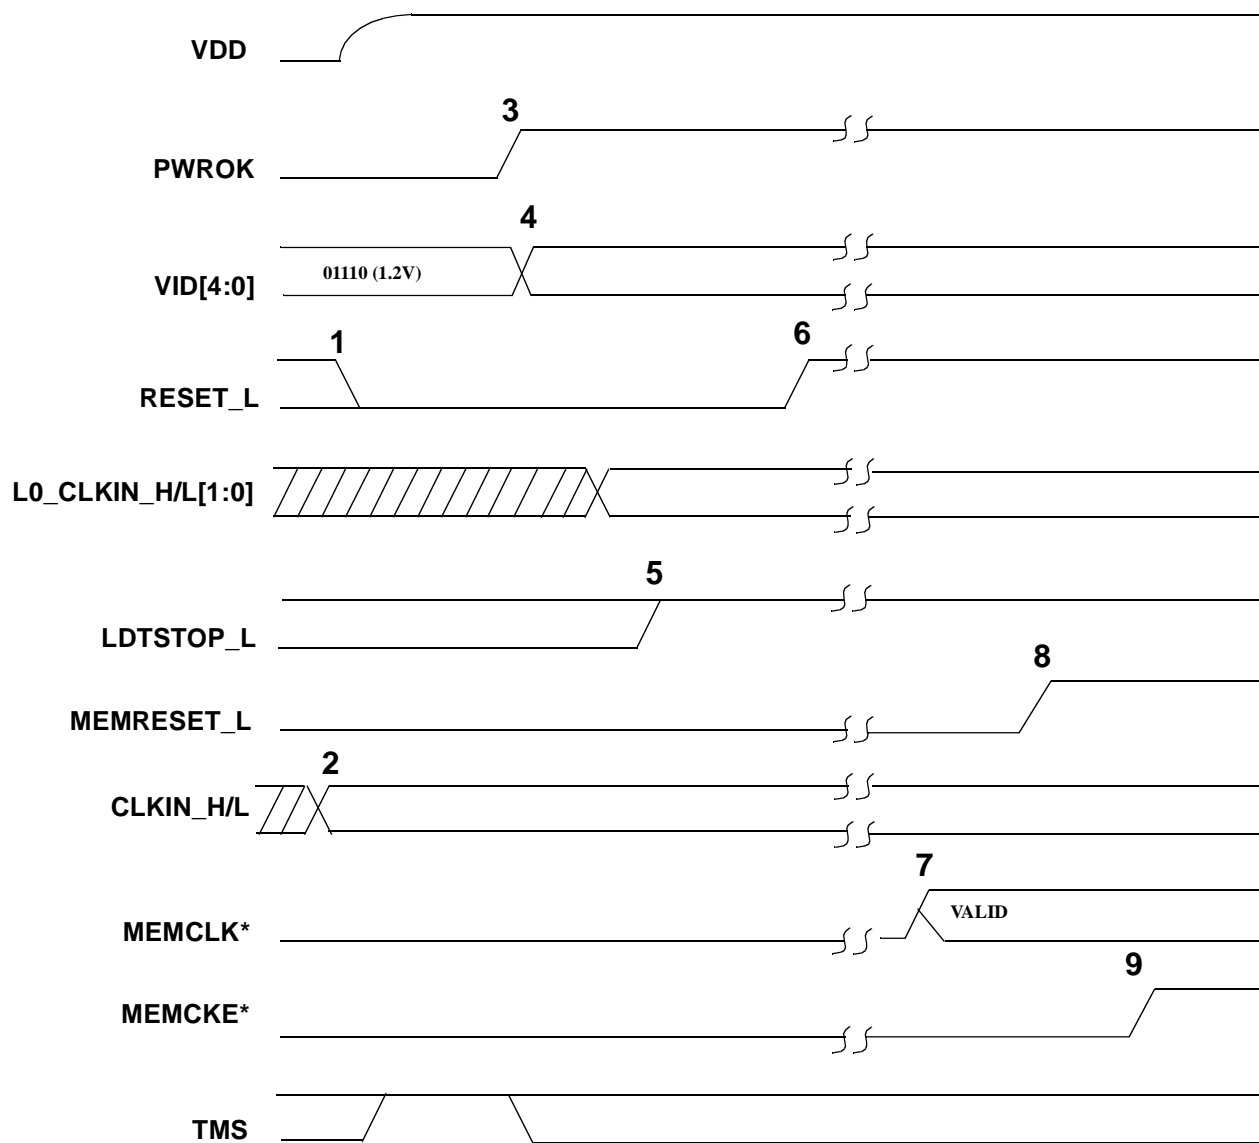 VDD
3
PWROK
4
VID[4:0]
01110 (1.2V)
1
6
RESET_L
L0_CLKIN_H/L[1:0]
5
LDTSTOP_L
8
MEMRESET_L
2
CLKIN_H/L
7
MEMCLK*
VALID
9
MEMCKE*
TMS